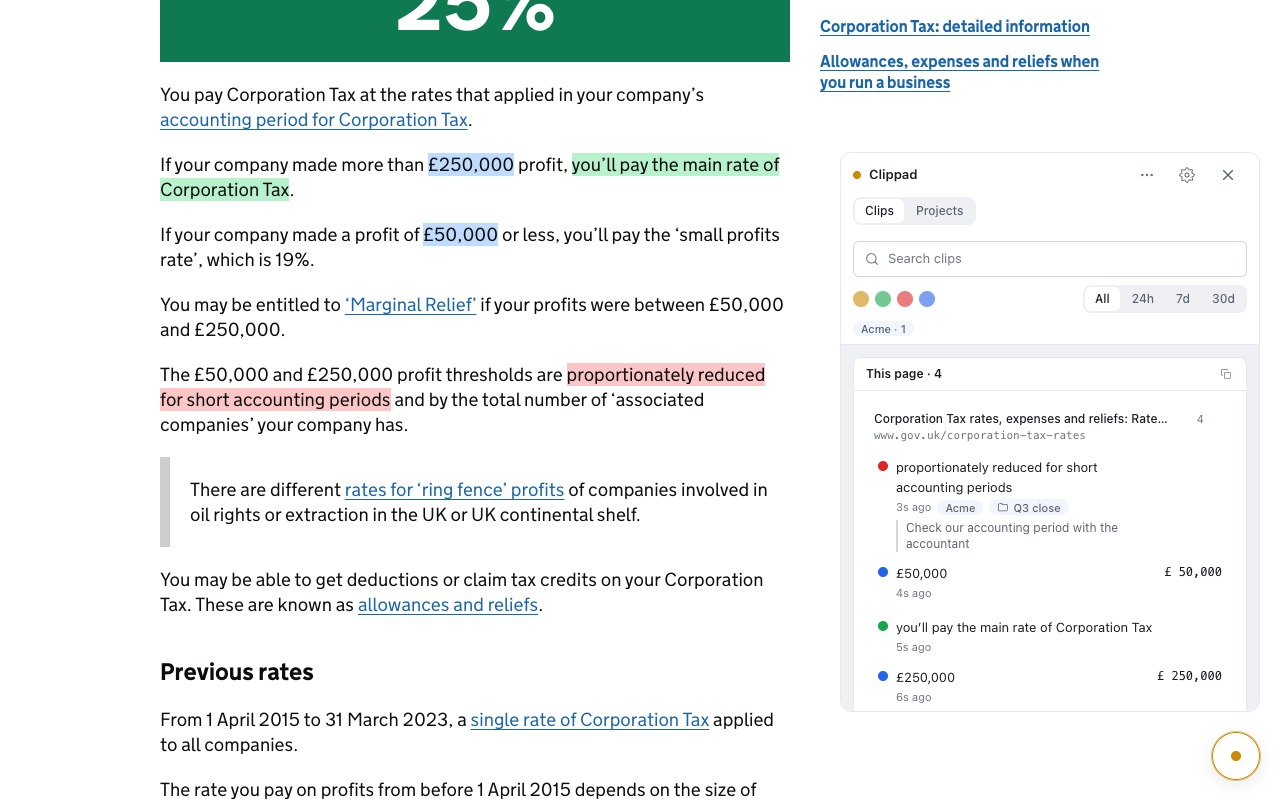 25%
You pay Corporation Tax at the rates that applied in your company’s
accounting period for Corporation Tax.
If your company made more than £250,000 profit, you’ll pay the main rate of
Corporation Tax.
If your company made a profit of £50,000 or less, you’ll pay the ‘small profits
rate’, which is 19%.
You may be entitled to ‘Marginal Relief’ if your profits were between £50,000
and £250,000.
The £50,000 and £250,000 profit thresholds are proportionately reduced
for short accounting periods and by the total number of ‘associated
companies’ your company has.
There are different rates for ‘ring fence’ profits of companies involved in
oil rights or extraction in the UK or UK continental shelf.
You may be able to get deductions or claim tax credits on your Corporation
Tax. These are known as allowances and reliefs.
Previous rates
From 1 April 2015 to 31 March 2023, a single rate of Corporation Tax applied
to all companies.
The rate you pay on profits from before 1 April 2015 depends on the size of
Corporation Tax: detailed information
Allowances, expenses and reliefs when
you run a business
Clippad
Clips Projects
Search clips
All 24h 7d 30d
Acme · 1
This page · 4
Corporation Tax rates, expenses and reliefs: Rate... 4
www.gov.uk/corporation-tax-rates
proportionately reduced for short
accounting periods
3s ago Acme Q3 close
Check our accounting period with the
accountant
£50,000 £ 50,000
4s ago
you’ll pay the main rate of Corporation Tax
5s ago
£250,000 £ 250,000
6s ago